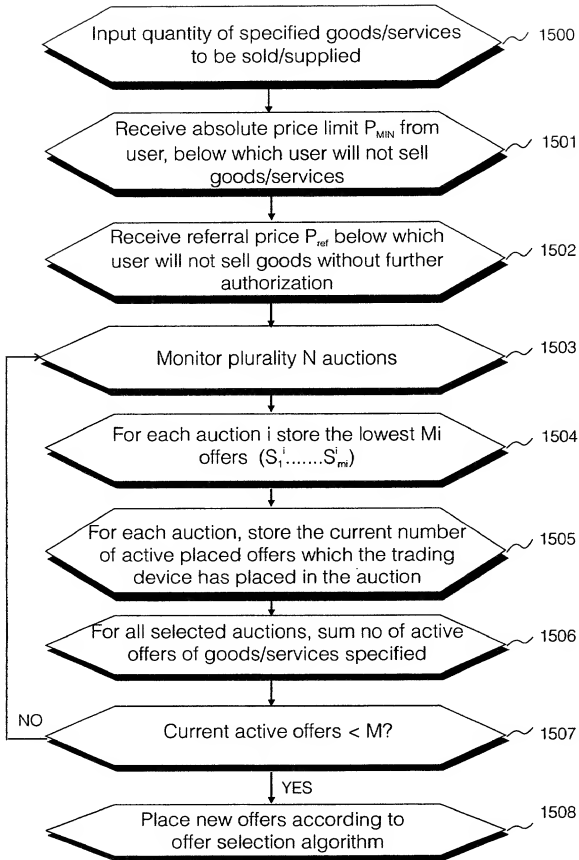 Input quantity of specified goods/services
to be sold/supplied
1500
Receive absolute price limit P_MIN from
user, below which user will not sell
goods/services
1501
Receive referral price P_ref below which
user will not sell goods without further
authorization
1502
Monitor plurality N auctions
1503
For each auction i store the lowest Mi
offers (S₁ⁱ.......Sⁱₘᵢ)
1504
For each auction, store the current number
of active placed offers which the trading
device has placed in the auction
1505
For all selected auctions, sum no of active
offers of goods/services specified
1506
NO
Current active offers < M?
1507
YES
Place new offers according to
offer selection algorithm
1508